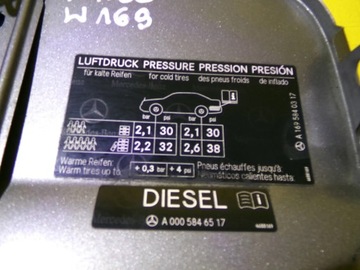 W169
LUFTDRUCK PRESSURE PRESSION PRESIÓN
für kalte Reifen for cold tires des pneus froids de inflado
bar psi bar psi
2,1 30 2,1 30
2,2 32 2,6 38
Warme Reifen: Pneus échauffés jusqu'à
Warm tires up to: + 0,3 bar + 4 psi Neumáticos calientes hasta:
A 169 584 03 17
DIESEL
A 000 584 65 17